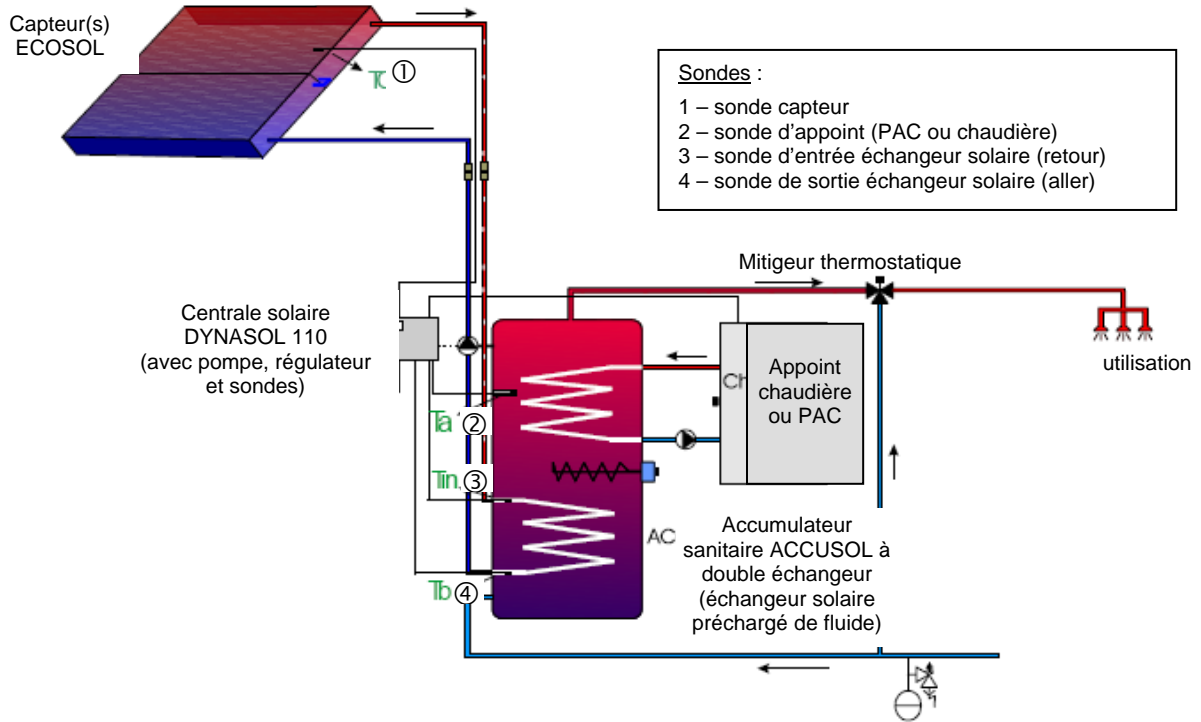 Capteur(s)
ECOSOL
TC ①
Sondes :
1 – sonde capteur
2 – sonde d'appoint (PAC ou chaudière)
3 – sonde d'entrée échangeur solaire (retour)
4 – sonde de sortie échangeur solaire (aller)
Mitigeur thermostatique
Centrale solaire
DYNASOL 110
(avec pompe, régulateur
et sondes)
utilisation
Ch
Appoint
chaudière
ou PAC
Ta ②
Tin ③
Tb ④
AC
Accumulateur
sanitaire ACCUSOL à
double échangeur
(échangeur solaire
préchargé de fluide)